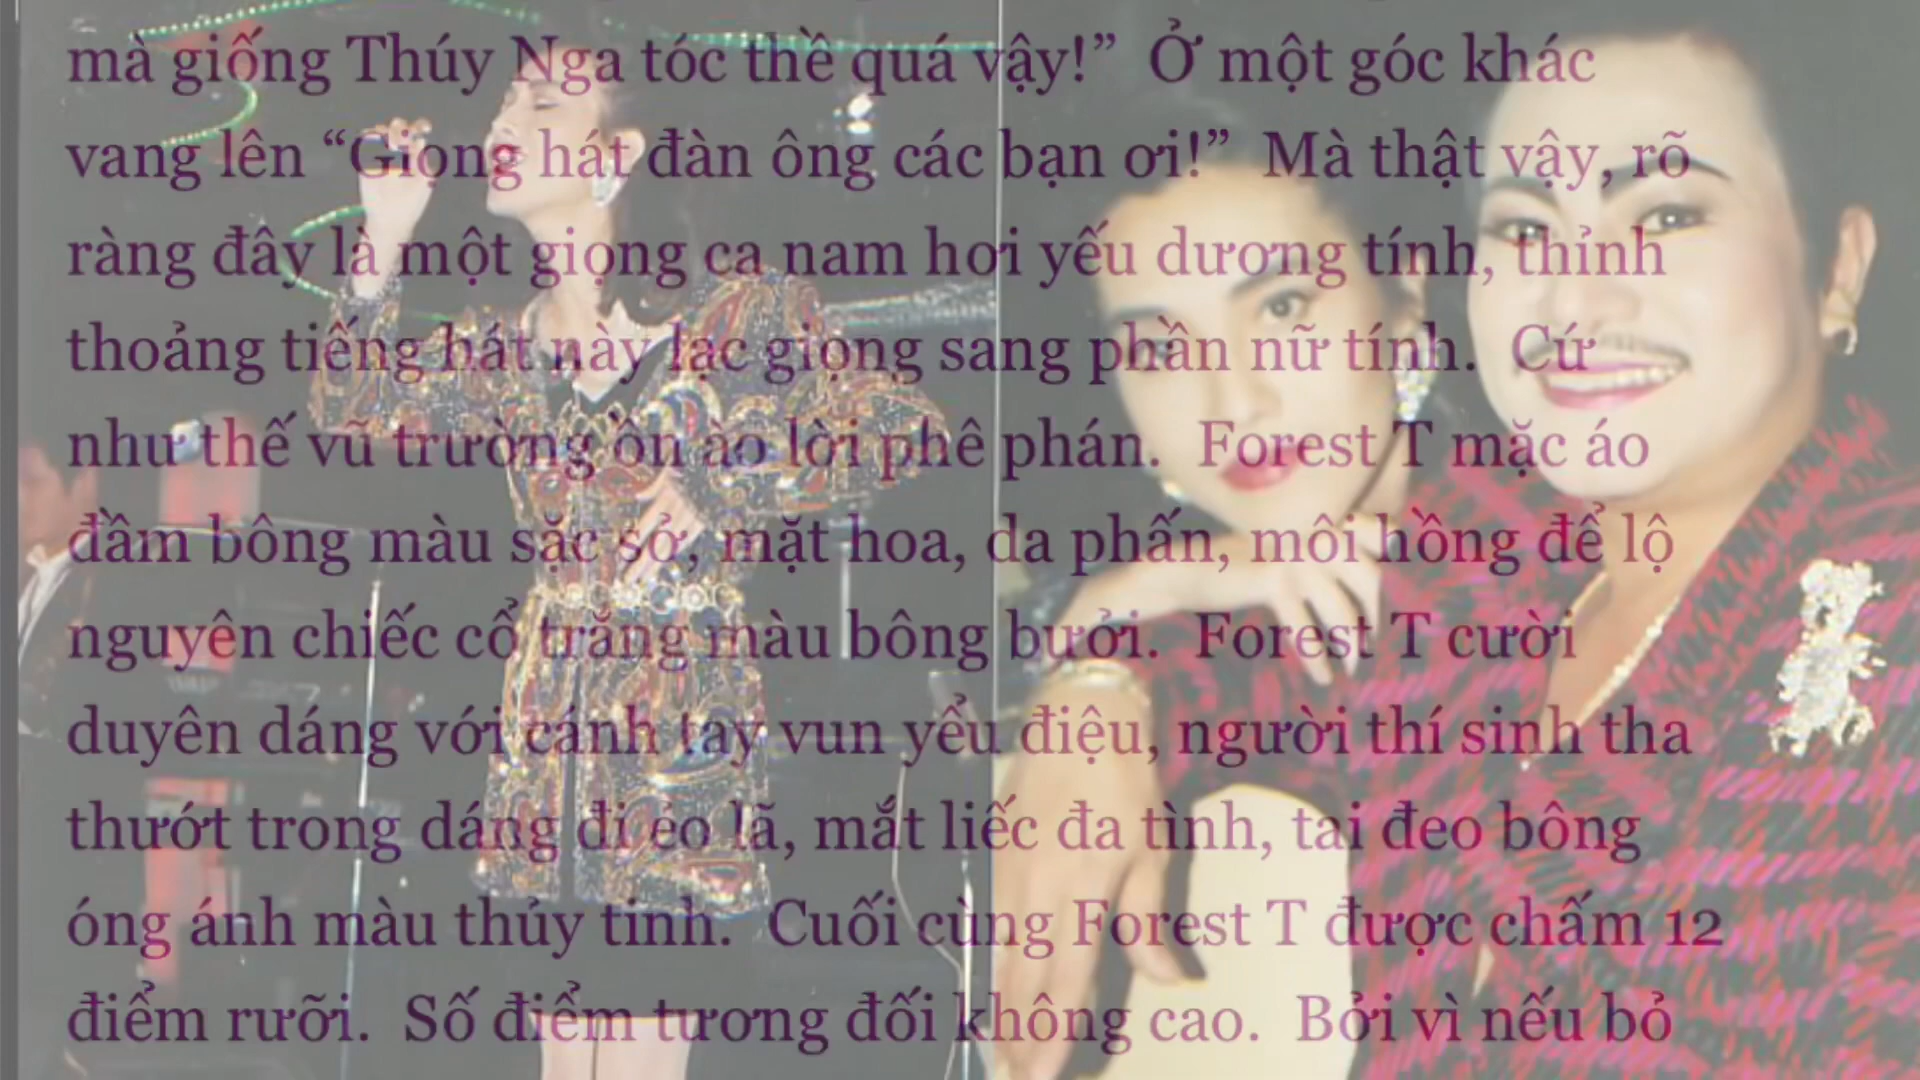 mà giống Thúy Nga tóc thề quá vậy!” Ở một góc khác
vang lên “Giọng hát đàn ông các bạn ơi!” Mà thật vậy, rõ
ràng đây là một giọng ca nam hơi yếu dương tính, thỉnh
thoảng tiếng hát này lạc giọng sang phần nữ tính. Cứ
như thế vũ trường ồn ào lời phê phán. Forest T mặc áo
đầm bông màu sặc sở, mặt hoa, da phấn, môi hồng để lộ
nguyên chiếc cổ trắng màu bông bưởi. Forest T cười
duyên dáng với cánh tay vun yểu điệu, người thí sinh tha
thướt trong dáng đi ẻo lã, mắt liếc đa tình, tai đeo bông
óng ánh màu thủy tinh. Cuối cùng Forest T được chấm 12
điểm rưỡi. Số điểm tương đối không cao. Bởi vì nếu bỏ